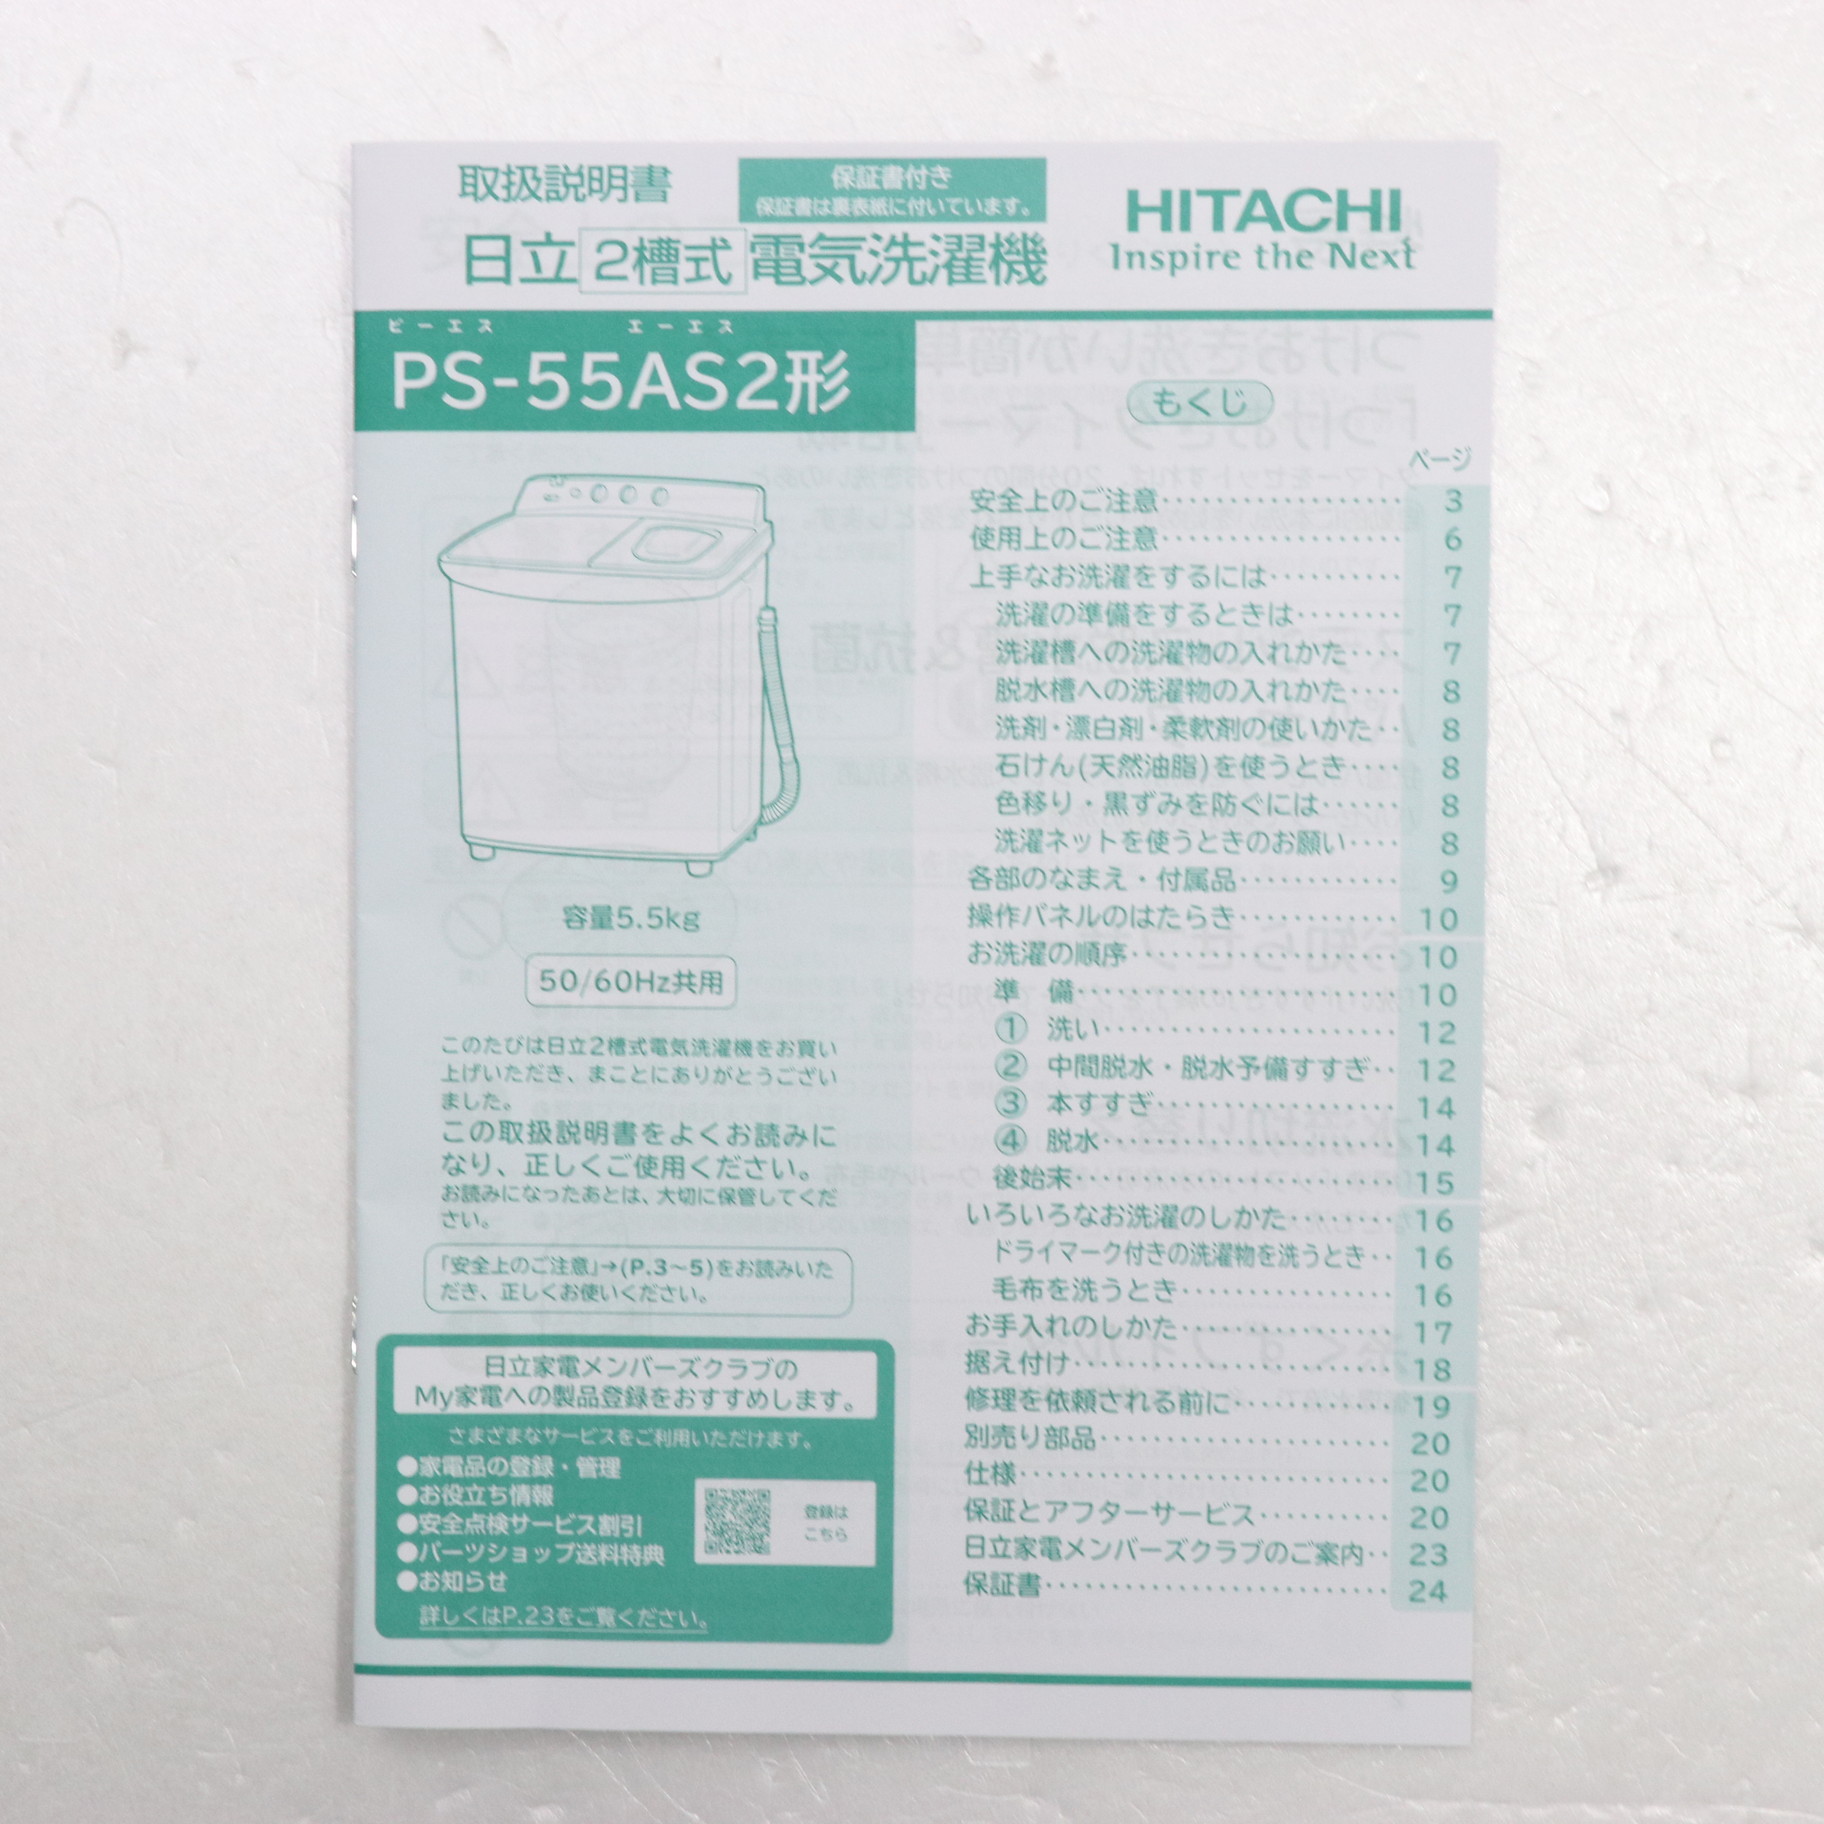 取扱説明書
保証書付き
保証書は裏表紙に付いています。
日立 2槽式 電気洗濯機
HITACHI
Inspire the Next
ピーエス エーエス
PS-55AS2形
容量5.5kg
50/60Hz共用
このたびは日立2槽式電気洗濯機をお買い
上げいただき、まことにありがとうござい
ました。
この取扱説明書をよくお読みに
なり、正しくご使用ください。
お読みになったあとは、大切に保管してくだ
さい。
「安全上のご注意」→(P.3～5)をお読みいた
だき、正しくお使いください。
日立家電メンバーズクラブの
My家電への製品登録をおすすめします。
さまざまなサービスをご利用いただけます。
●家電品の登録・管理
●お役立ち情報
●安全点検サービス割引
●パーツショップ送料特典
●お知らせ
登録は
こちら
詳しくはP.23をご覧ください。
もくじ
ページ
安全上のご注意·················· 3
使用上のご注意·················· 6
上手なお洗濯をするには·········· 7
洗濯の準備をするときは········ 7
洗濯槽への洗濯物の入れかた···· 7
脱水槽への洗濯物の入れかた···· 8
洗剤・漂白剤・柔軟剤の使いかた·· 8
石けん(天然油脂)を使うとき···· 8
色移り・黒ずみを防ぐには······ 8
洗濯ネットを使うときのお願い···· 8
各部のなまえ・付属品············ 9
操作パネルのはたらき············ 10
お洗濯の順序···················· 10
準 備························ 10
① 洗い······················ 12
② 中間脱水・脱水予備すすぎ·· 12
③ 本すすぎ·················· 14
④ 脱水······················ 14
後始末························ 15
いろいろなお洗濯のしかた········ 16
ドライマーク付きの洗濯物を洗うとき·· 16
毛布を洗うとき················ 16
お手入れのしかた················ 17
据え付け························ 18
修理を依頼される前に············ 19
別売り部品······················ 20
仕様···························· 20
保証とアフターサービス·········· 20
日立家電メンバーズクラブのご案内·· 23
保証書·························· 24